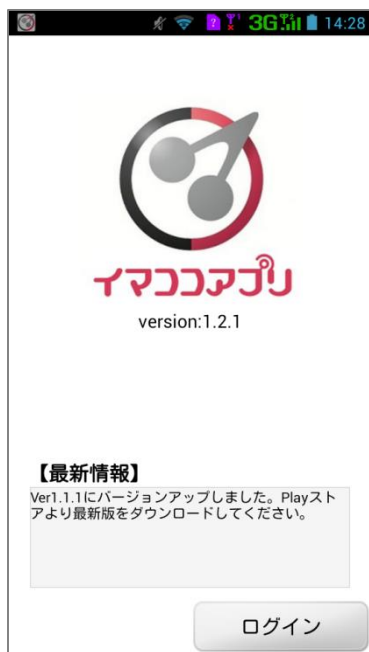 3G 14:28
イマココアプリ
version:1.2.1
【最新情報】
Ver1.1.1にバージョンアップしました。Playスト
アより最新版をダウンロードしてください。
ログイン